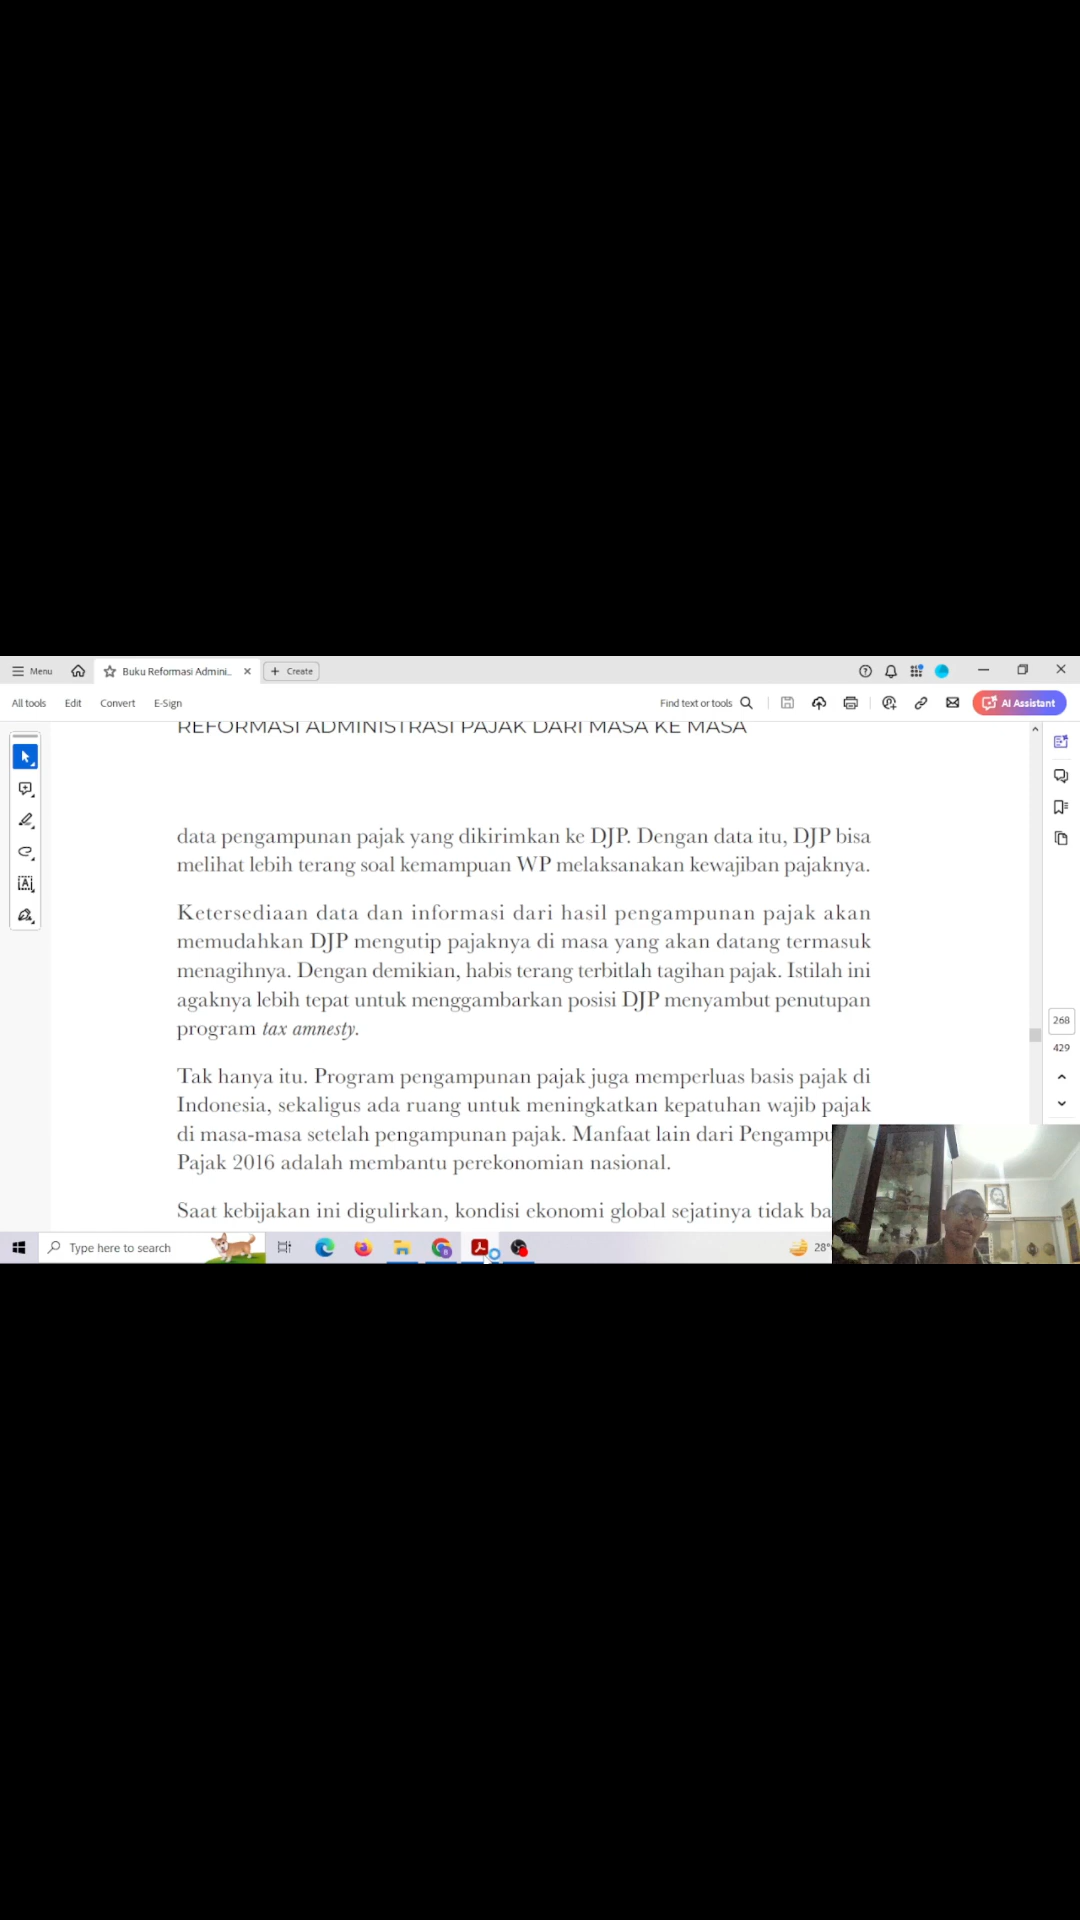 Menu
Buku Reformasi Admini...
Create
All tools
Edit
Convert
E-Sign
Find text or tools
AI Assistant
REFORMASI ADMINISTRASI PAJAK DARI MASA KE MASA
data pengampunan pajak yang dikirimkan ke DJP. Dengan data itu, DJP bisa
melihat lebih terang soal kemampuan WP melaksanakan kewajiban pajaknya.
Ketersediaan data dan informasi dari hasil pengampunan pajak akan
memudahkan DJP mengutip pajaknya di masa yang akan datang termasuk
menagihnya. Dengan demikian, habis terang terbitlah tagihan pajak. Istilah ini
agaknya lebih tepat untuk menggambarkan posisi DJP menyambut penutupan
program tax amnesty.
268
429
Tak hanya itu. Program pengampunan pajak juga memperluas basis pajak di
Indonesia, sekaligus ada ruang untuk meningkatkan kepatuhan wajib pajak
di masa-masa setelah pengampunan pajak. Manfaat lain dari Pengampu
Pajak 2016 adalah membantu perekonomian nasional.
Saat kebijakan ini digulirkan, kondisi ekonomi global sejatinya tidak ba
Type here to search
28°